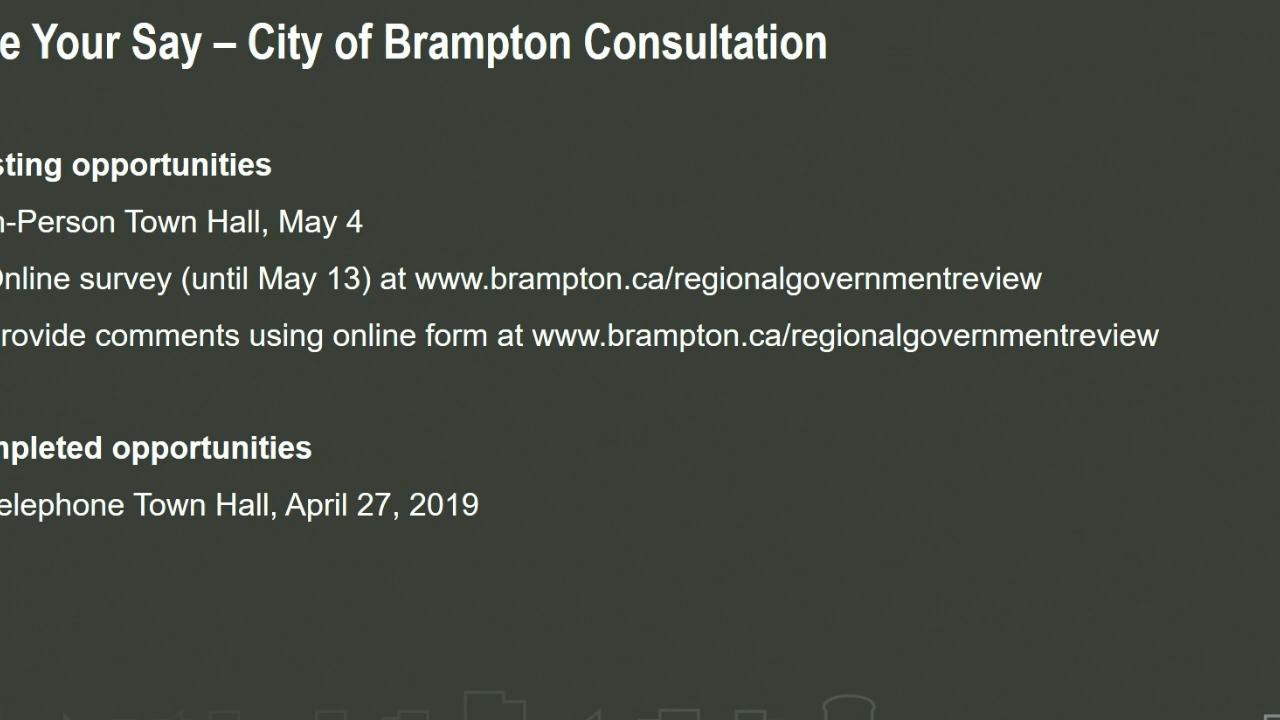 e Your Say – City of Brampton Consultation
sting opportunities
n-Person Town Hall, May 4
Online survey (until May 13) at www.brampton.ca/regionalgovernmentreview
rovide comments using online form at www.brampton.ca/regionalgovernmentreview
mpleted opportunities
elephone Town Hall, April 27, 2019